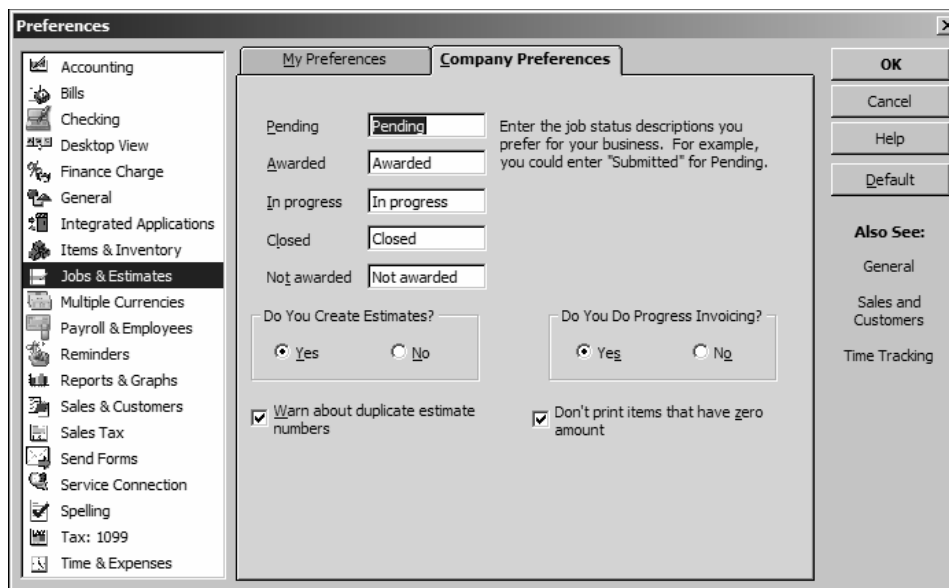 Preferences
Accounting
Bills
Checking
Desktop View
Finance Charge
General
Integrated Applications
Items & Inventory
Jobs & Estimates
Multiple Currencies
Payroll & Employees
Reminders
Reports & Graphs
Sales & Customers
Sales Tax
Send Forms
Service Connection
Spelling
Tax: 1099
Time & Expenses
My Preferences
Company Preferences
Pending Pending
Awarded Awarded
In progress In progress
Closed Closed
Not awarded Not awarded
Enter the job status descriptions you
prefer for your business. For example,
you could enter "Submitted" for Pending.
Do You Create Estimates?
Yes No
Do You Do Progress Invoicing?
Yes No
Warn about duplicate estimate
numbers
Don't print items that have zero
amount
OK
Cancel
Help
Default
Also See:
General
Sales and
Customers
Time Tracking